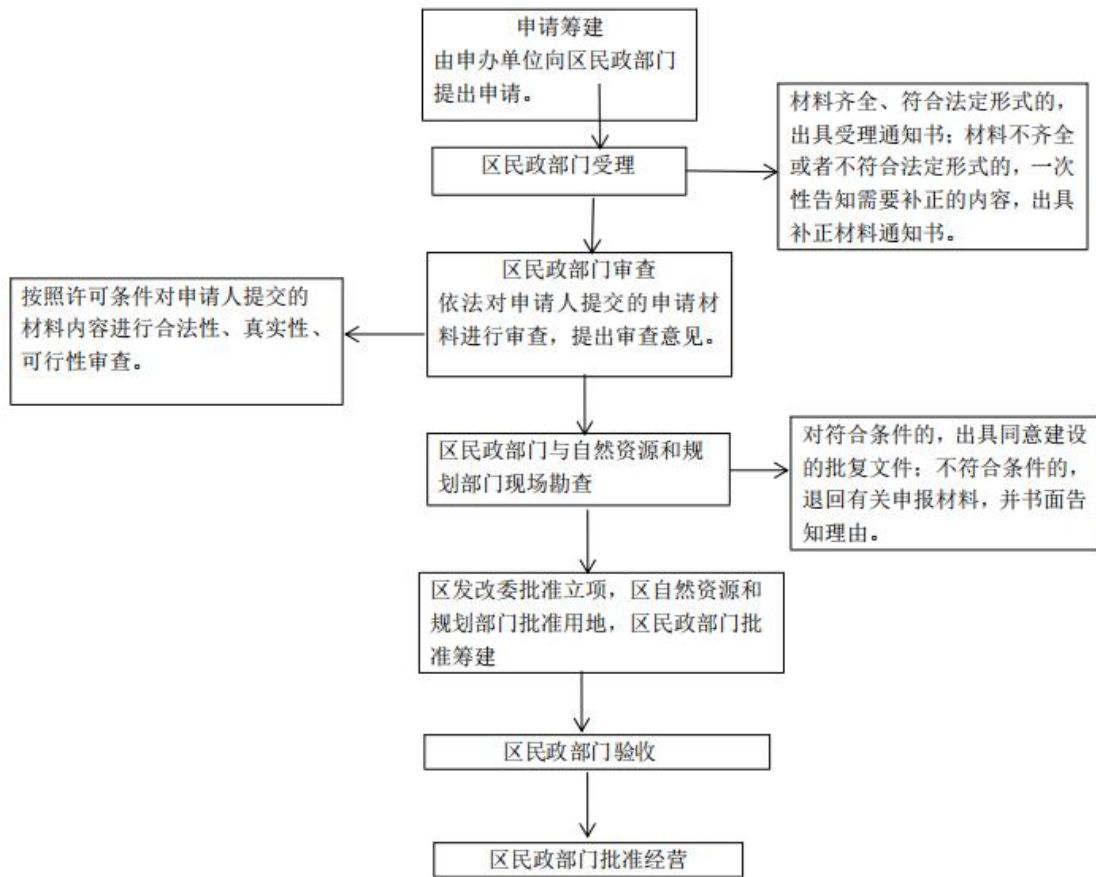 申请筹建
由申办单位向区民政部门
提出申请。
材料齐全、符合法定形式的，
出具受理通知书；材料不齐全
或者不符合法定形式的，一次
性告知需要补正的内容，出具
补正材料通知书。
区民政部门受理
区民政部门审查
依法对申请人提交的申请材
料进行审查，提出审查意见。
按照许可条件对申请人提交的
材料内容进行合法性、真实性、
可行性审查。
区民政部门与自然资源和规
划部门现场勘查
对符合条件的，出具同意建设
的批复文件；不符合条件的，
退回有关申报材料，并书面告
知理由。
区发改委批准立项，区自然资源和
规划部门批准用地，区民政部门批
准筹建
区民政部门验收
区民政部门批准经营